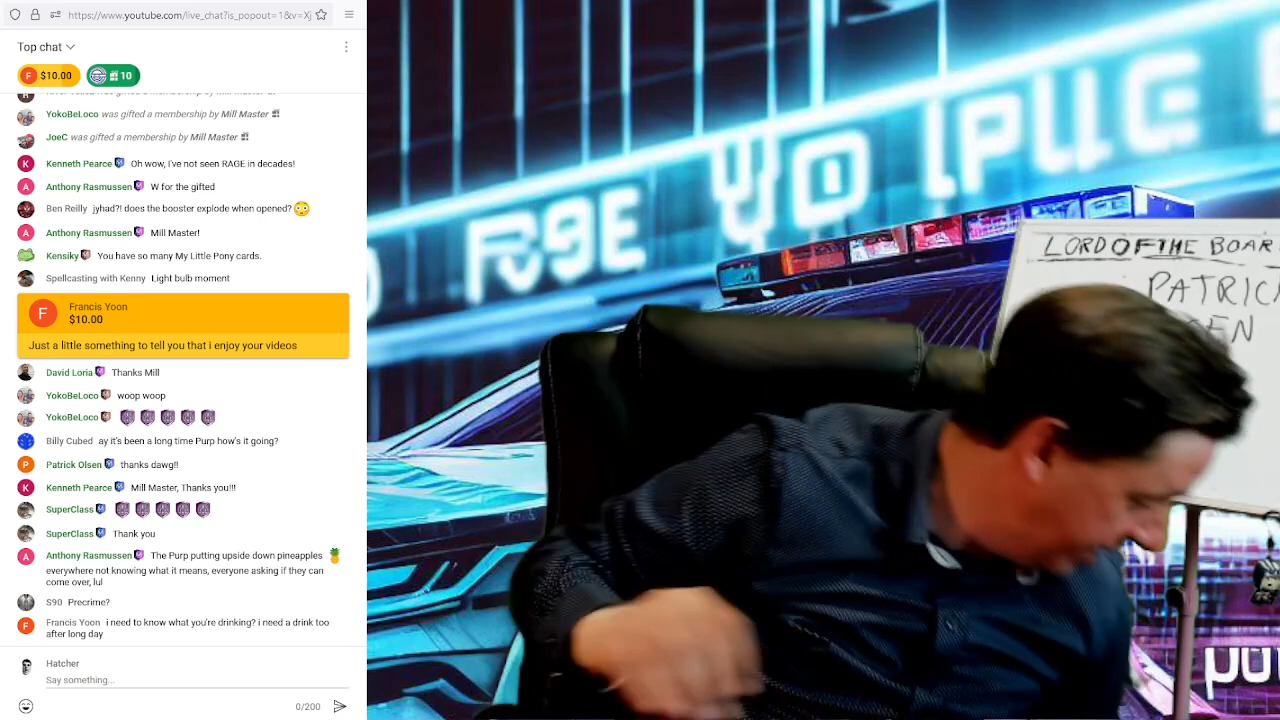 https://www.youtube.com/live_chat?is_popout=1&v=Xj
Top chat
F $10.00
10
YokoBeLoco was gifted a membership by Mill Master
JoeC was gifted a membership by Mill Master
K Kenneth Pearce Oh wow, I've not seen RAGE in decades!
A Anthony Rasmussen W for the gifted
Ben Reilly jyhad?! does the booster explode when opened?
A Anthony Rasmussen Mill Master!
Kensiky You have so many My Little Pony cards.
Spellcasting with Kenny Light bulb moment
F Francis Yoon
$10.00
Just a little something to tell you that i enjoy your videos
David Loria Thanks Mill
YokoBeLoco woop woop
YokoBeLoco
Billy Cubed ay it's been a long time Purp how's it going?
P Patrick Olsen thanks dawg!!
K Kenneth Pearce Mill Master, Thank you!!!
SuperClass
SuperClass Thank you
A Anthony Rasmussen The Purp putting upside down pineapples
everywhere not knowing what it means, everyone asking if they can
come over, lul
S90 Precrime?
F Francis Yoon i need to know what you're drinking? i need a drink too
after long day
Hatcher
Say something...
0/200
LORD OF THE BOAR
PATRIC
EN